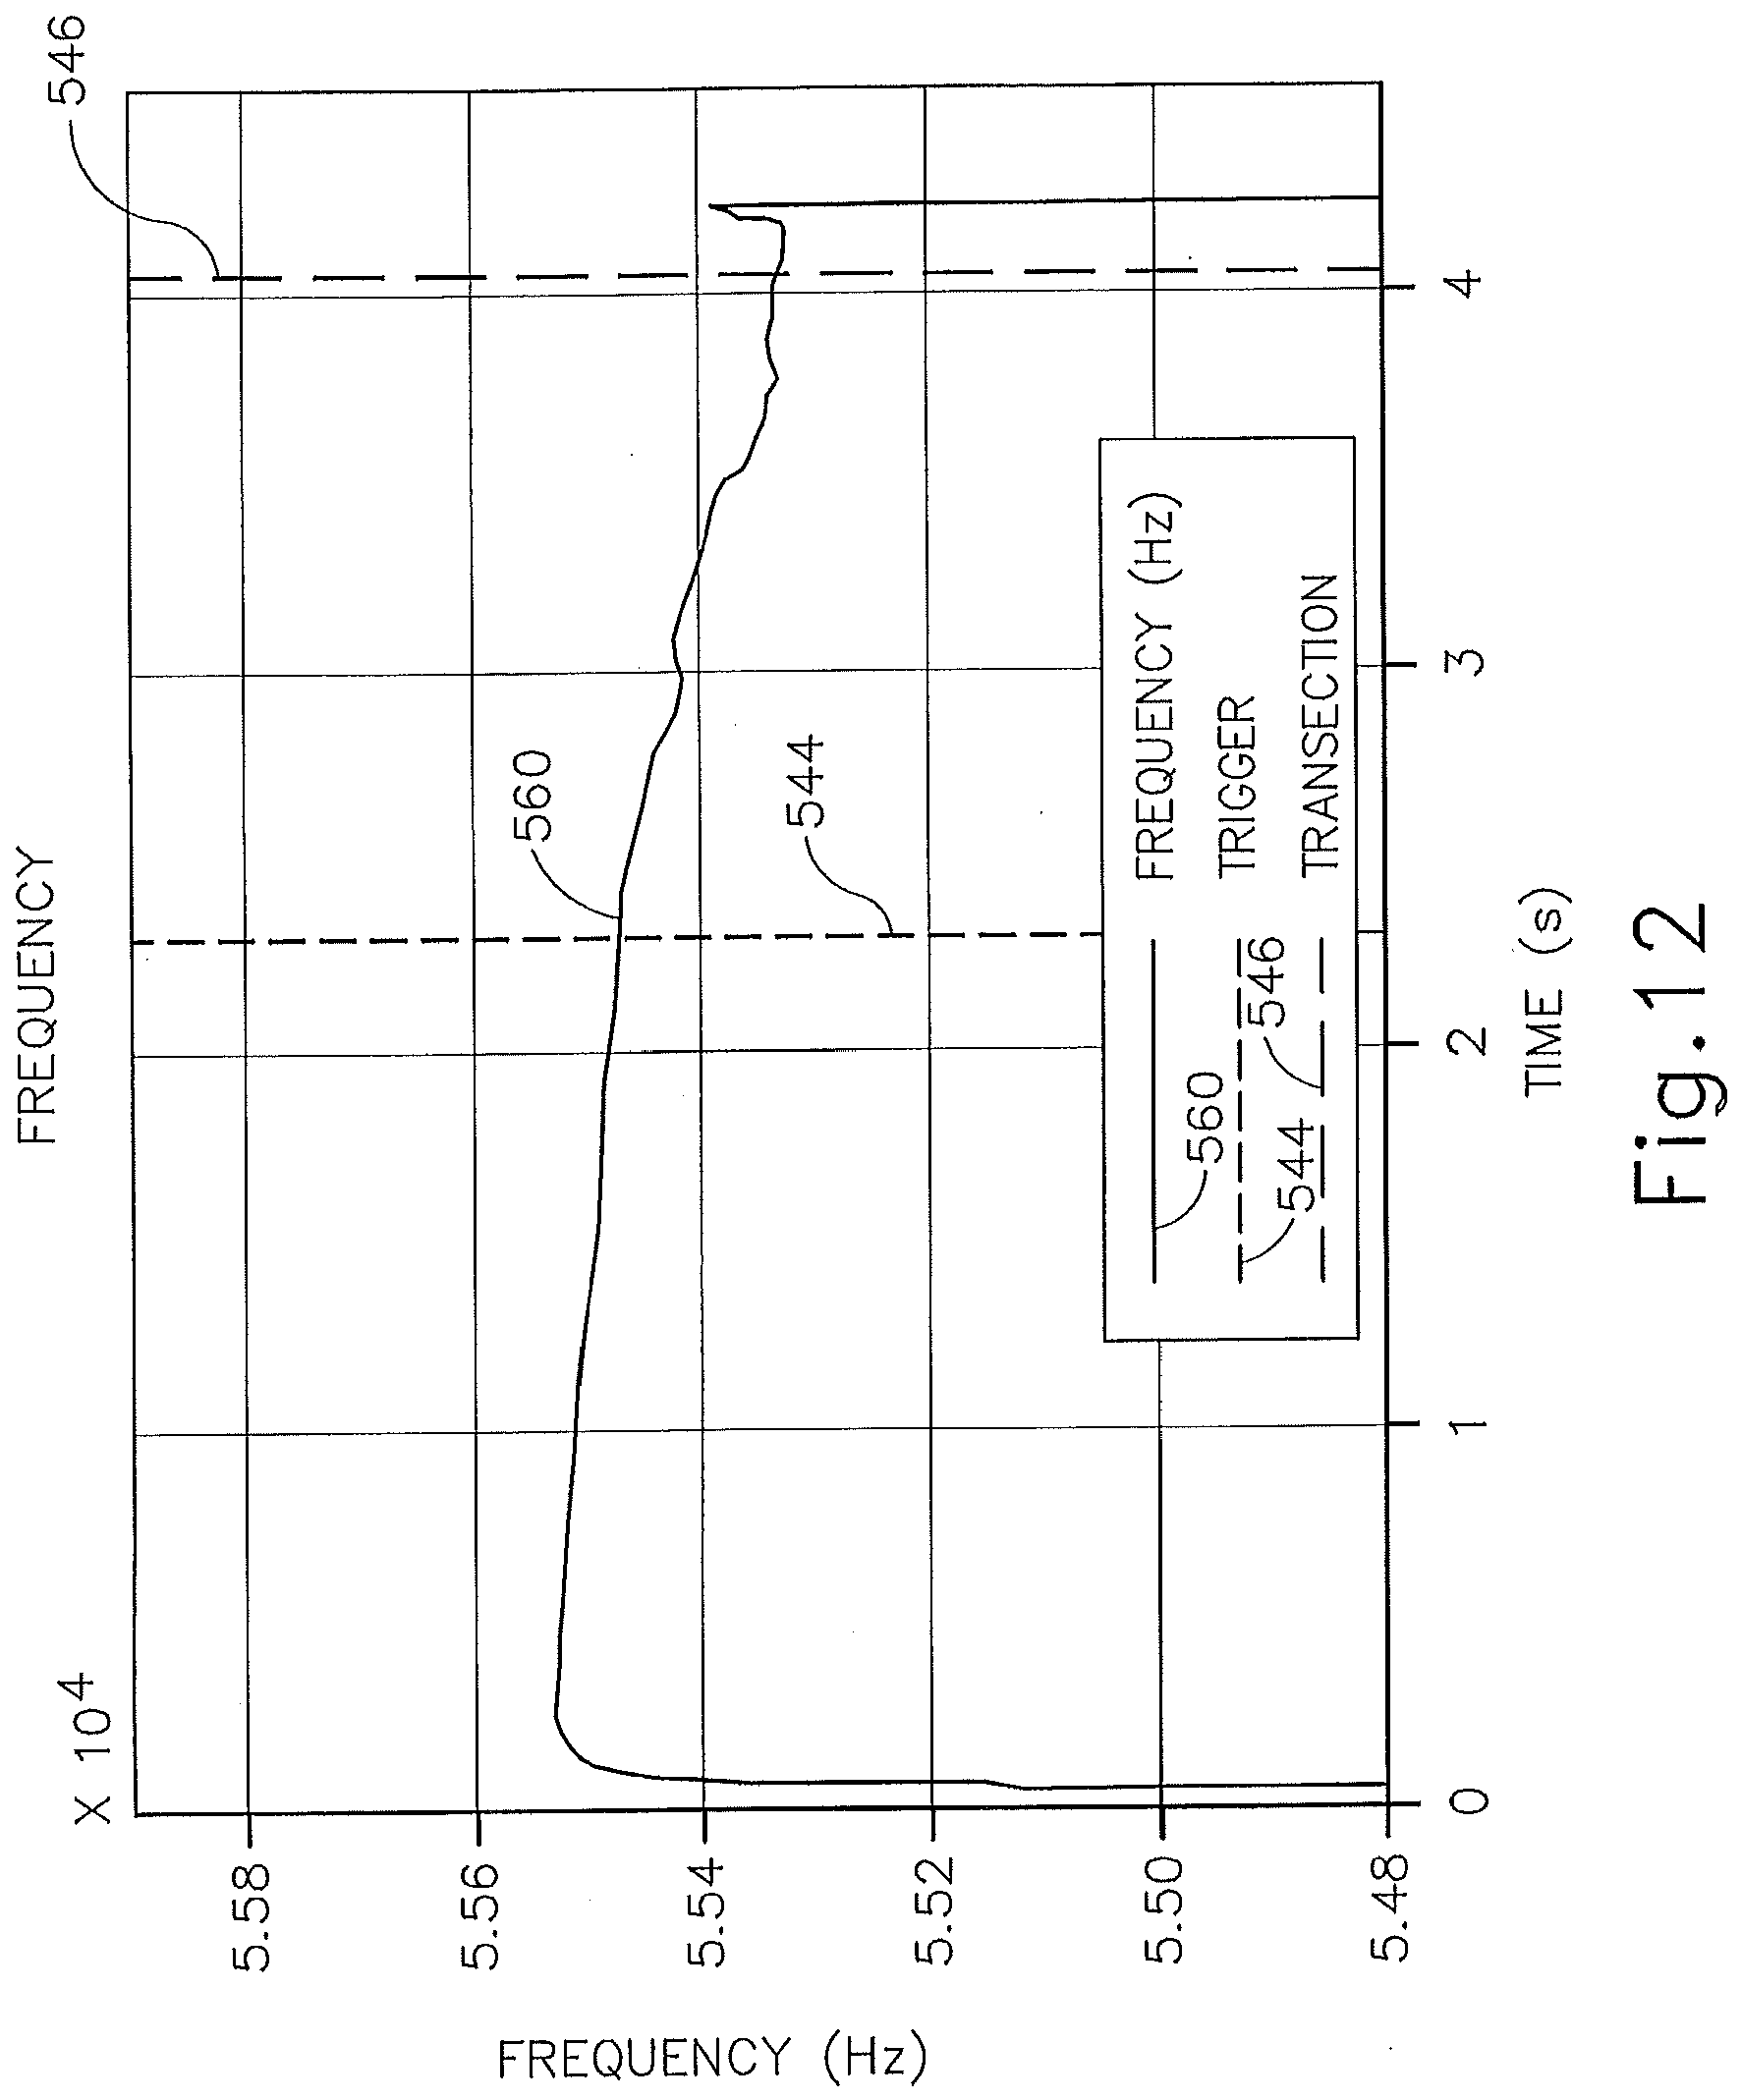 FREQUENCY
X 10⁴
546
5.58
5.56
5.54
5.52
5.50
5.48
FREQUENCY (Hz)
560
544
560
FREQUENCY (Hz)
544
TRIGGER
546
TRANSECTION
0
1
2
3
4
TIME (s)
Fig.12